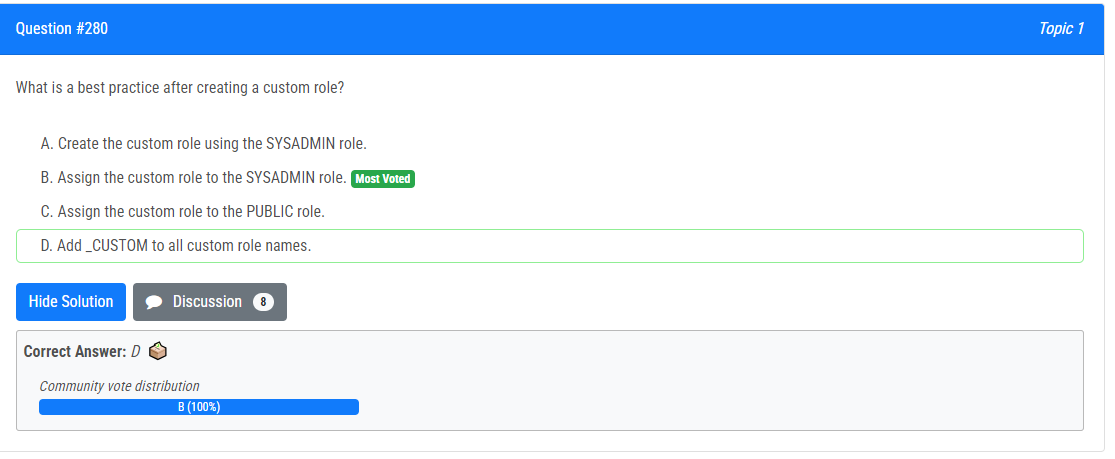 Question #280 Topic 1
What is a best practice after creating a custom role?
A. Create the custom role using the SYSADMIN role.
B. Assign the custom role to the SYSADMIN role. Most Voted
C. Assign the custom role to the PUBLIC role.
D. Add _CUSTOM to all custom role names.
Hide Solution Discussion 8
Correct Answer: D
Community vote distribution
B (100%)